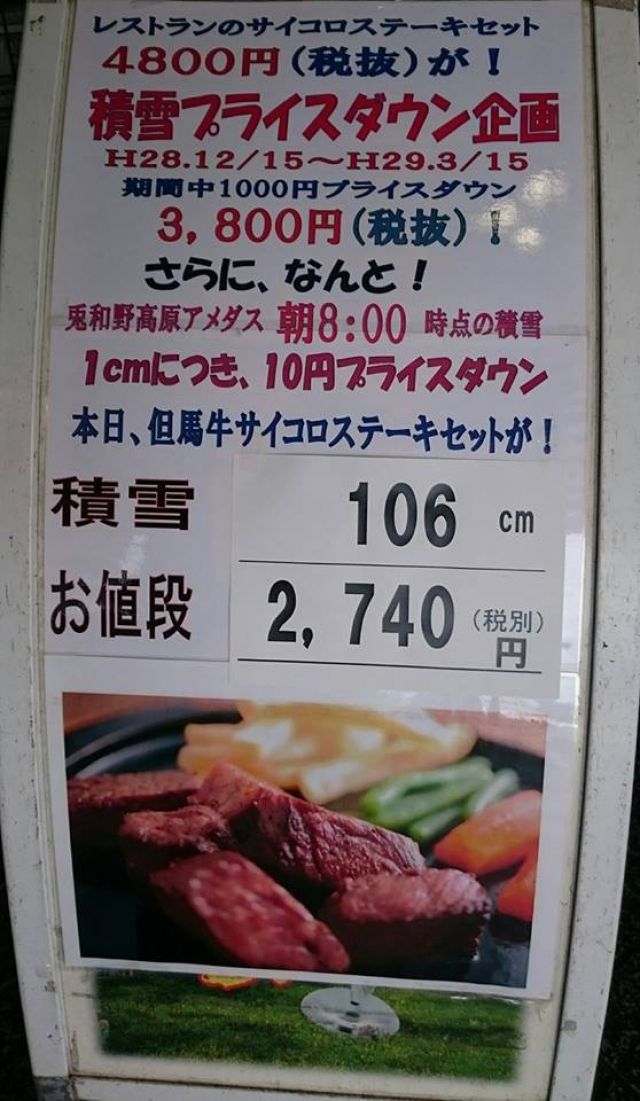 レストランのサイコロステーキセット
4800円(税抜)が！
積雪プライスダウン企画
H28.12/15～H29.3/15
期間中1000円プライスダウン
3,800円(税抜)！
さらに、なんと！
兎和野高原アメダス 朝8:00 時点の積雪
1cmにつき、10円プライスダウン
本日、但馬牛サイコロステーキセットが！
積雪 106 cm
お値段 2,740 (税別)円